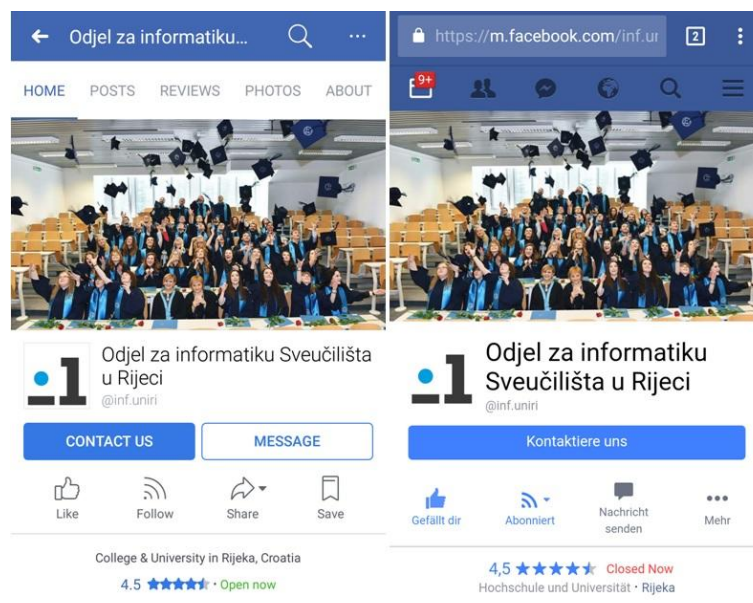 Odjel za informatiku...
HOME POSTS REVIEWS PHOTOS ABOUT
Odjel za informatiku Sveučilišta
u Rijeci
@inf.uniri
CONTACT US MESSAGE
Like Follow Share Save
College & University in Rijeka, Croatia
4.5 · Open now
https://m.facebook.com/inf.ur
2
9+
Odjel za informatiku
Sveučilišta u Rijeci
@inf.uniri
Kontaktiere uns
Gefällt dir Abonniert Nachricht
senden Mehr
4,5 Closed Now
Hochschule und Universität · Rijeka